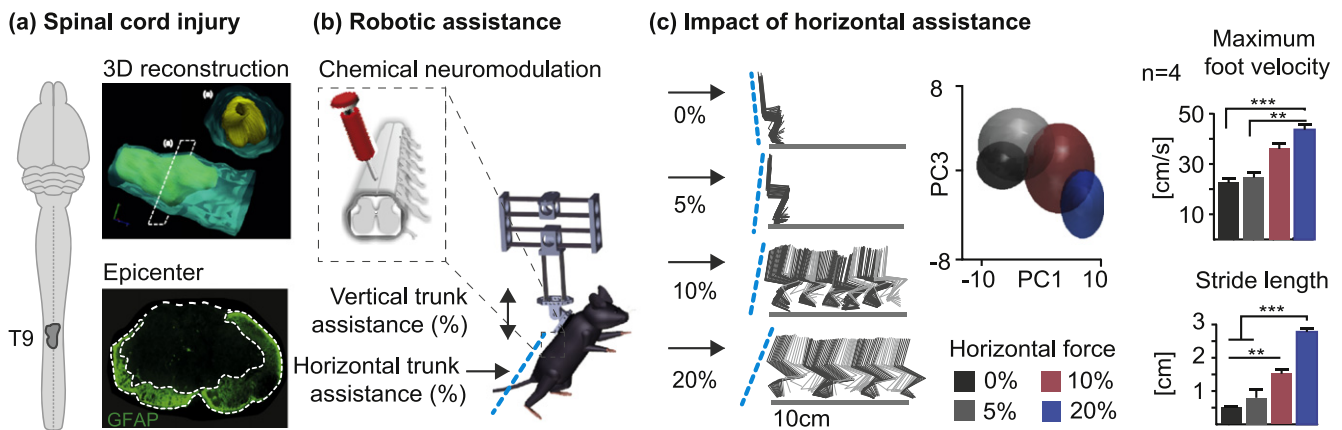 (a) Spinal cord injury
3D reconstruction
Epicenter
GFAP
T9
(b) Robotic assistance
Chemical neuromodulation
Vertical trunk
assistance (%)
Horizontal trunk
assistance (%)
(c) Impact of horizontal assistance
0%
5%
10%
20%
10cm
8
PC3
-8
-10
PC1
10
Horizontal force
0%
10%
5%
20%
n=4
Maximum
foot velocity
***
**
50
[cm/s]
30
10
Stride length
***
**
3
2
[cm]
1